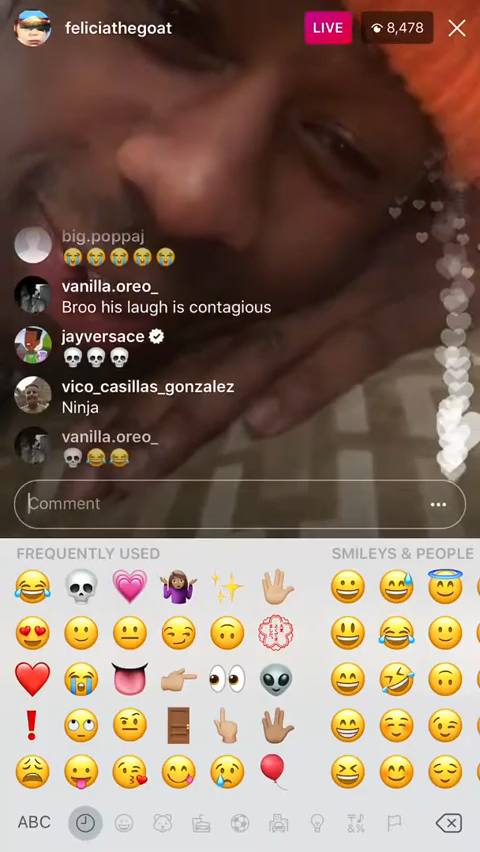 feliciathegoat
LIVE
8,478
big.poppaj
vanilla.oreo_
Broo his laugh is contagious
jayversace
vico_casillas_gonzalez
Ninja
vanilla.oreo_
Comment
FREQUENTLY USED
SMILEYS & PEOPLE
ABC